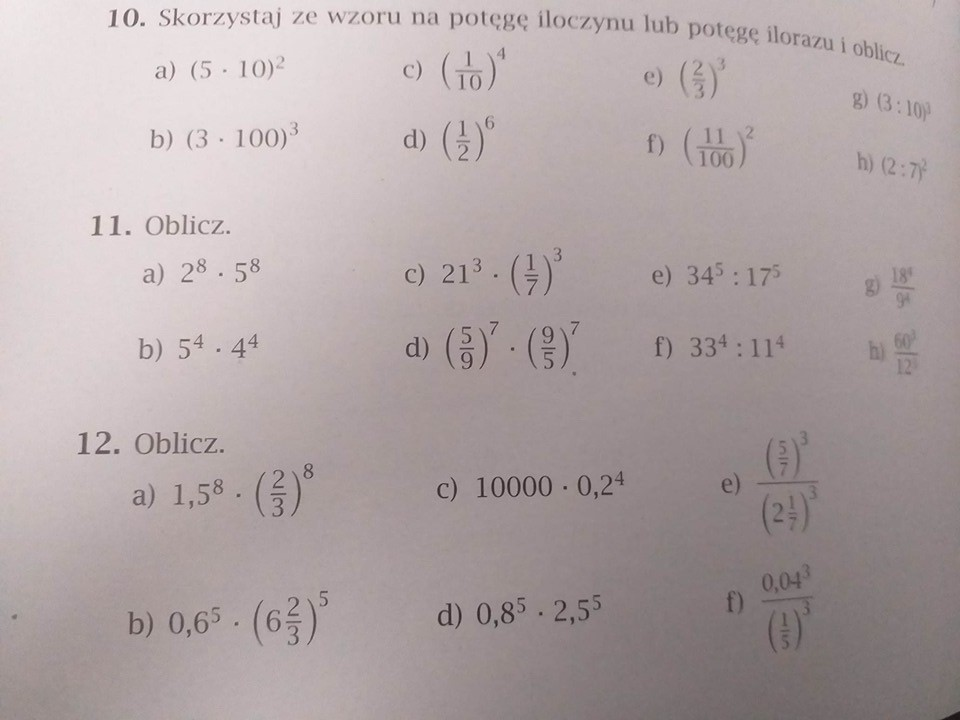 10. Skorzystaj ze wzoru na potęgę iloczynu lub potęgę ilorazu i oblicz.
a) (5 · 10)² c) (1/10)⁴ e) (2/3)³ g) (3 : 10)³
b) (3 · 100)³ d) (1/2)⁶ f) (11/100)² h) (2 : 7)²
11. Oblicz.
a) 2⁸ · 5⁸ c) 21³ · (1/7)³ e) 34⁵ : 17⁵ g) 18⁴/9⁴
b) 5⁴ · 4⁴ d) (5/9)⁷ · (9/5)⁷ f) 33⁴ : 11⁴ h) 60³/12³
12. Oblicz.
a) 1,5⁸ · (2/3)⁸ c) 10000 · 0,2⁴ e) (5/7)³/(2 1/7)³
b) 0,6⁵ · (6 2/3)⁵ d) 0,8⁵ · 2,5⁵ f) 0,04³/(1/5)³